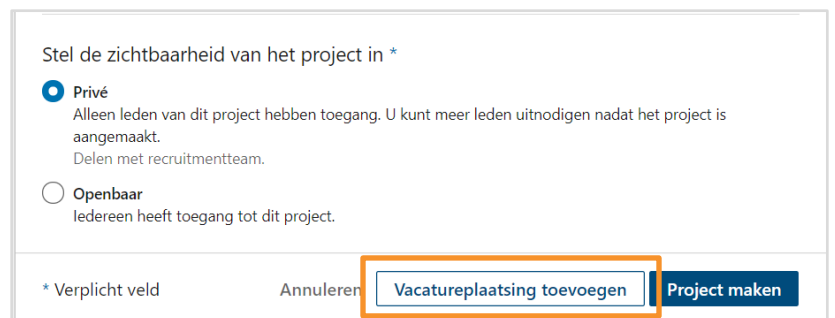 Stel de zichtbaarheid van het project in *
Privé
Alleen leden van dit project hebben toegang. U kunt meer leden uitnodigen nadat het project is
aangemaakt.
Delen met recruitmentteam.
Openbaar
Iedereen heeft toegang tot dit project.
* Verplicht veld Annuleren Vacatureplaatsing toevoegen Project maken